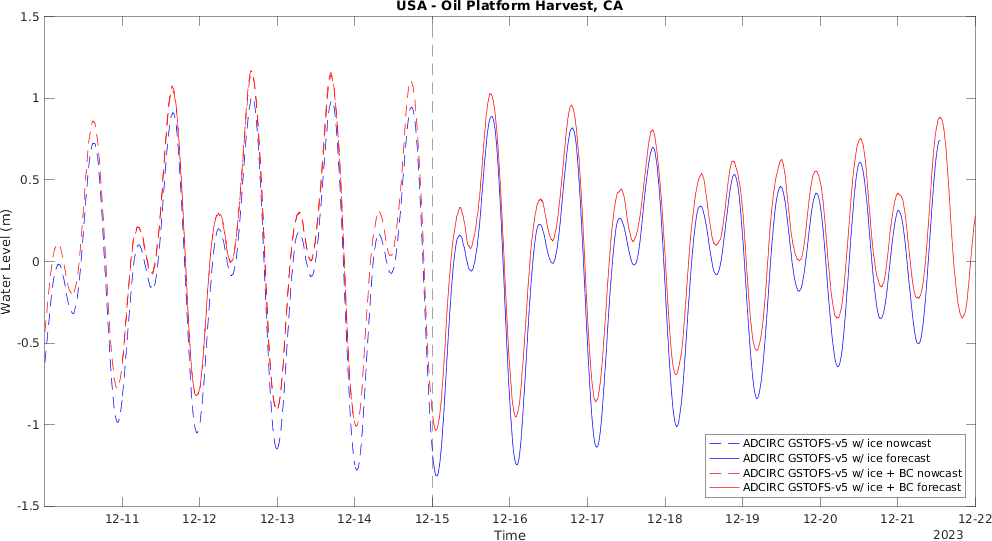 USA - Oil Platform Harvest, CA
1.5
1
0.5
0
-0.5
-1
-1.5
Water Level (m)
ADCIRC GSTOFS-v5 w/ ice nowcast
ADCIRC GSTOFS-v5 w/ ice forecast
ADCIRC GSTOFS-v5 w/ ice + BC nowcast
ADCIRC GSTOFS-v5 w/ ice + BC forecast
12-11 12-12 12-13 12-14 12-15 12-16 12-17 12-18 12-19 12-20 12-21 12-22
Time
2023